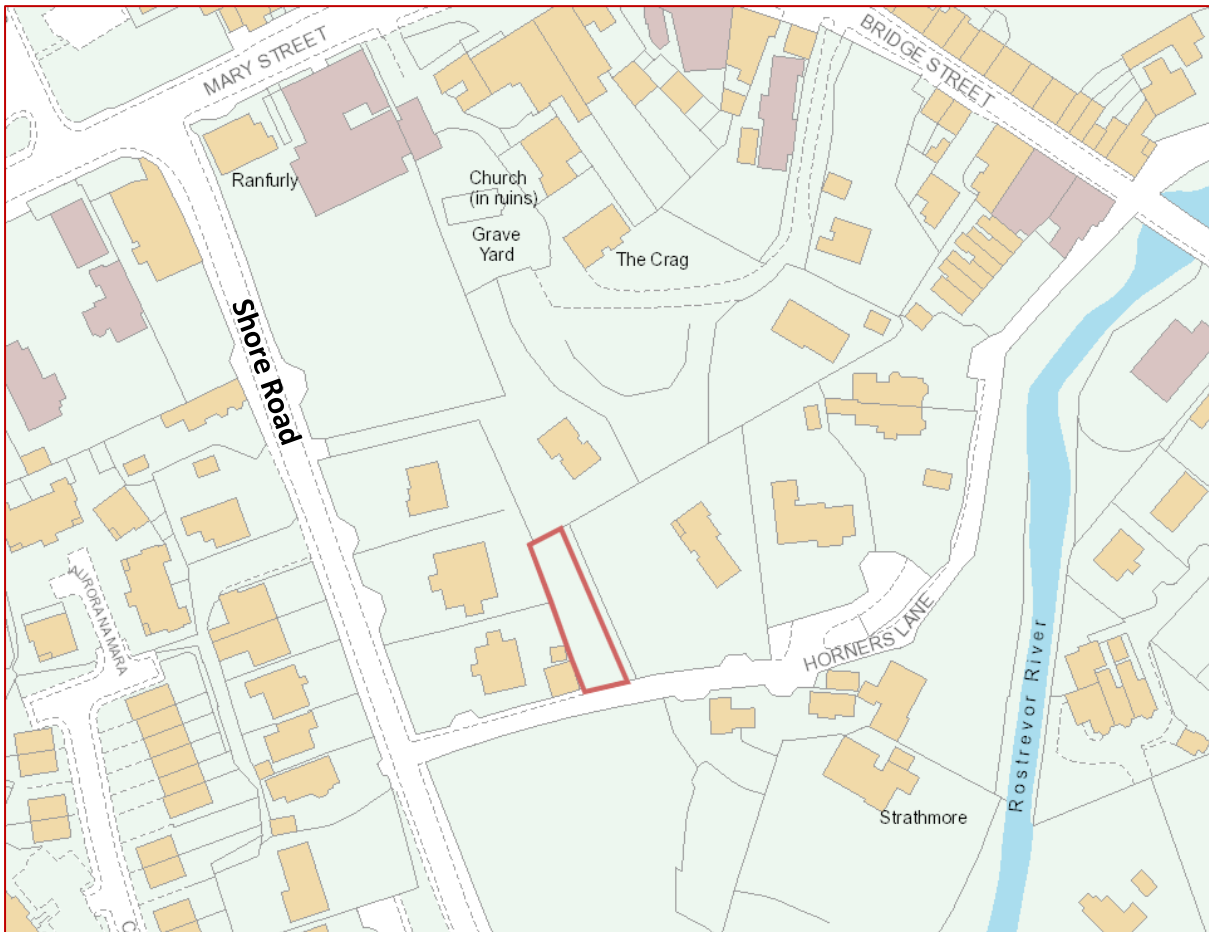 MARY STREET
BRIDGE STREET
Ranfurly
Church
(in ruins)
Grave
Yard
The Crag
Shore Road
AURORA NA MARA
HORNERS LANE
Rostrevor River
Strathmore
C